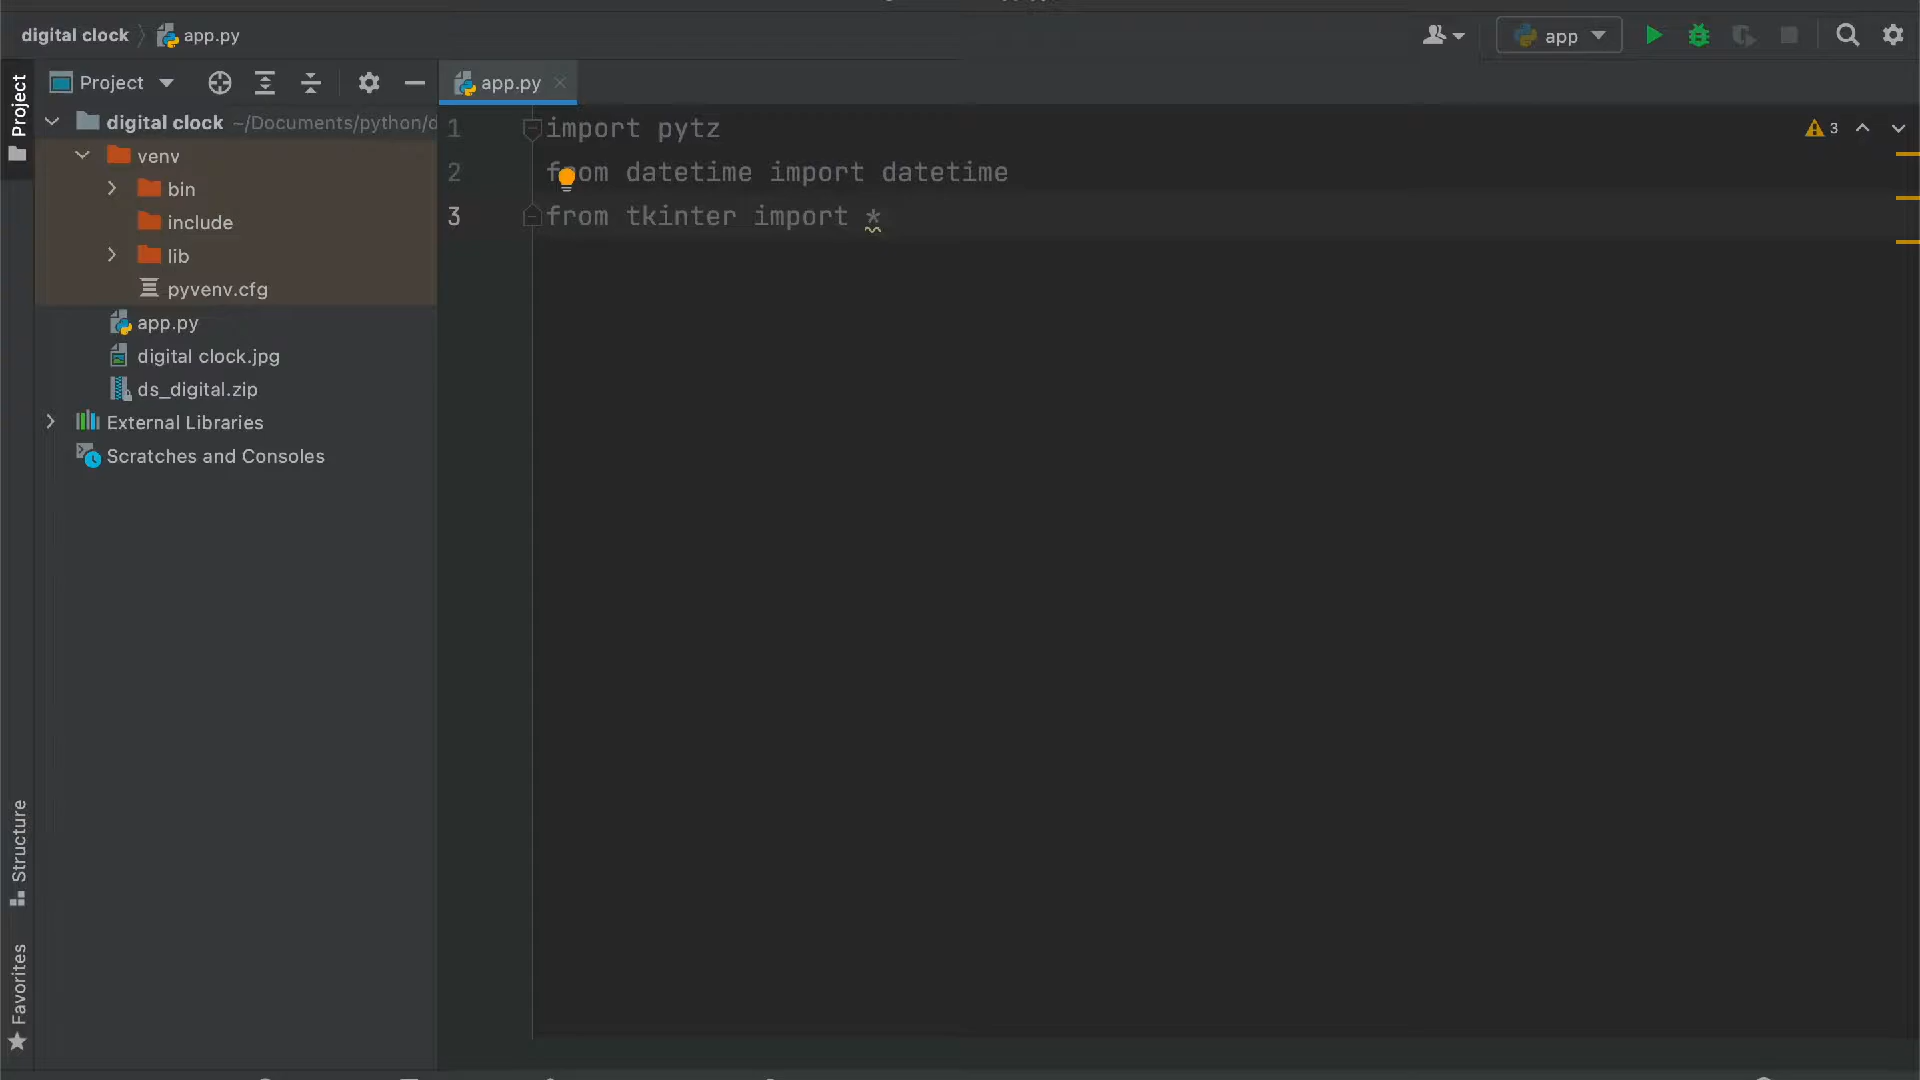 digital clock
app.py
app
Project
Project
app.py
digital clock ~/Documents/python/d
venv
bin
include
lib
pyvenv.cfg
app.py
digital clock.jpg
ds_digital.zip
External Libraries
Scratches and Consoles
1 import pytz
2 from datetime import datetime
3 from tkinter import *
3
Structure
Favorites